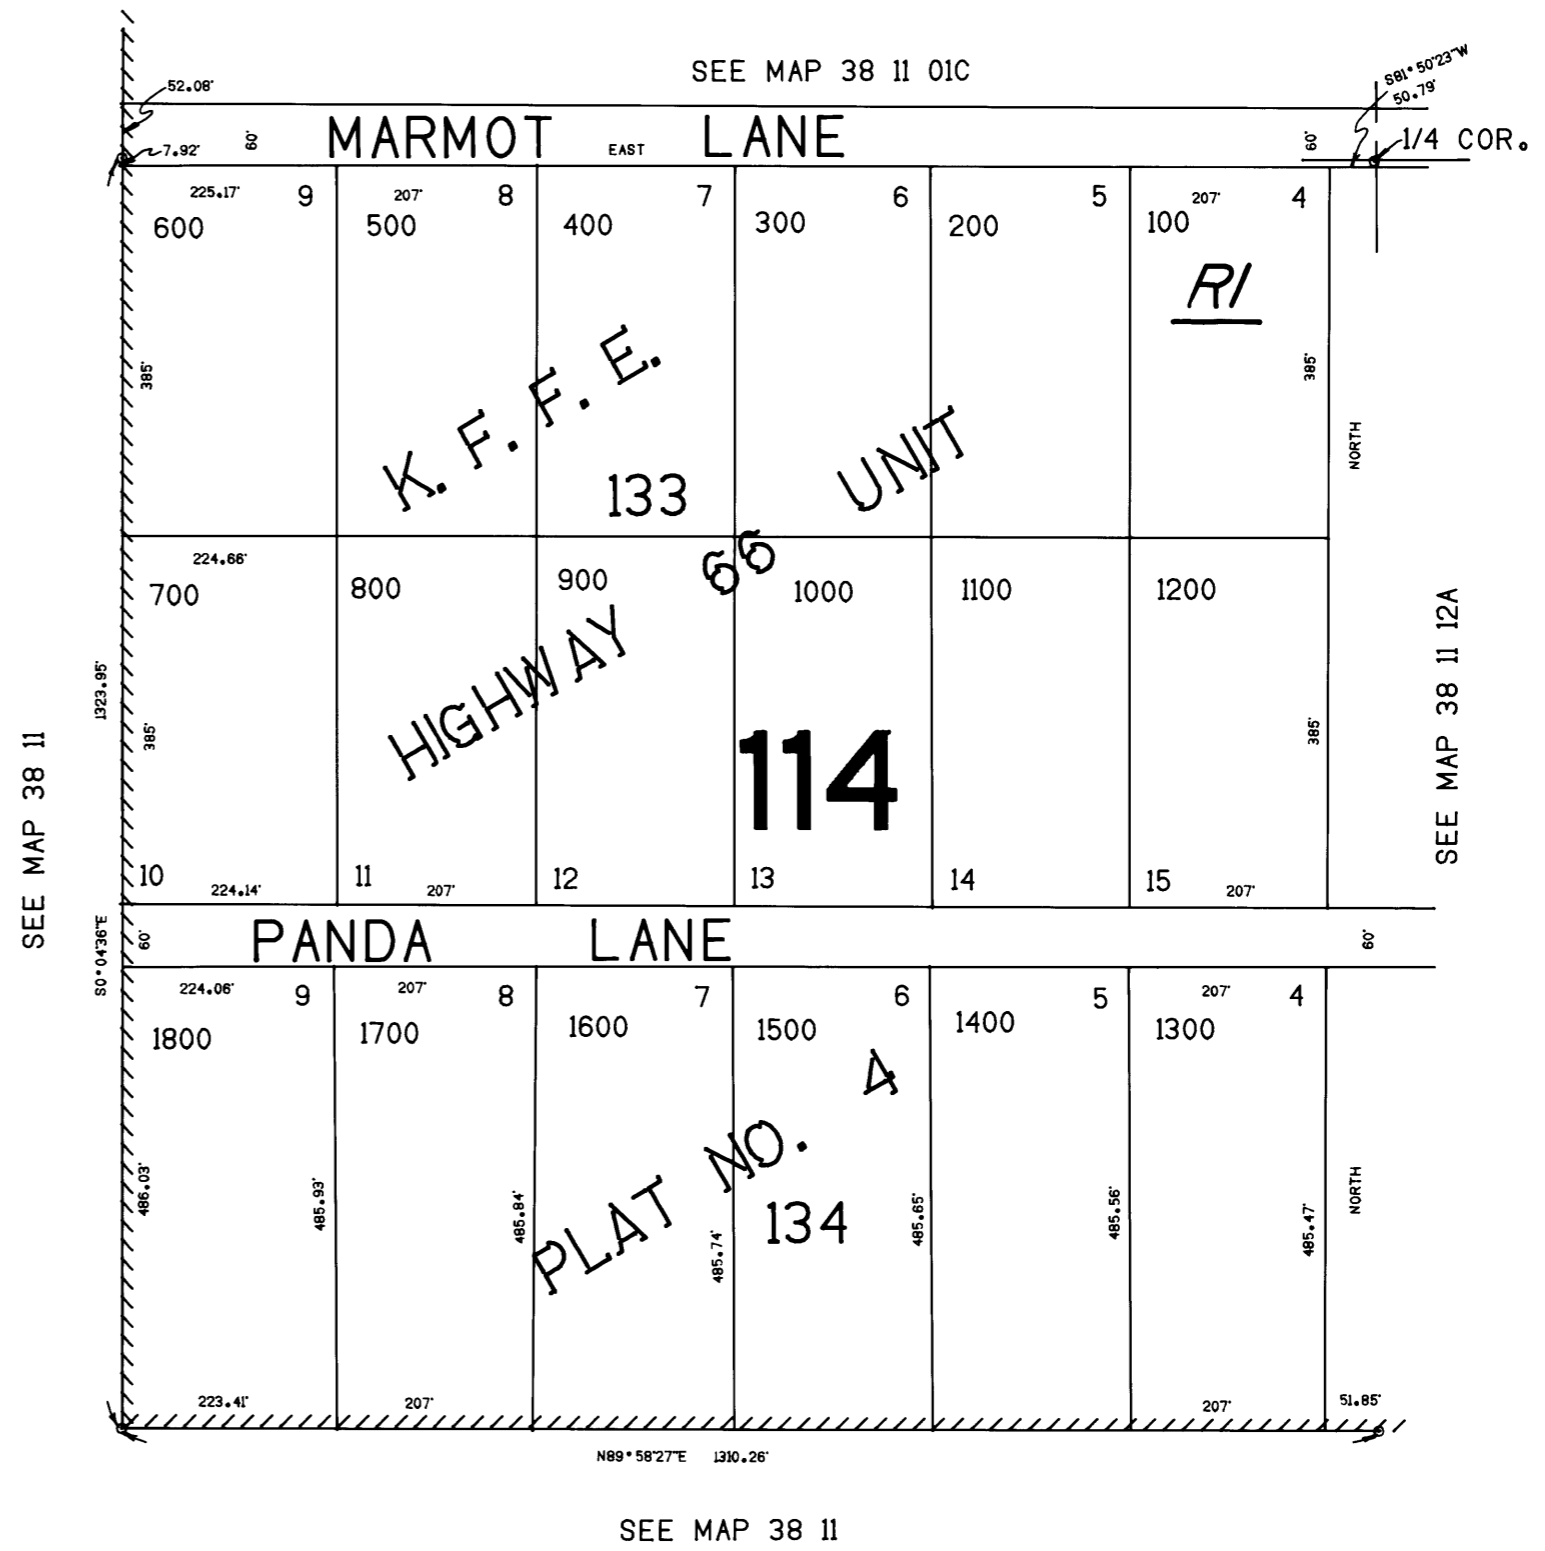 SEE MAP 38 11 01C
S81°50'23"W
50.79'
52.08'
7.92'
60'
MARMOT LANE
EAST
60'
1/4 COR.
225.17' 9 207' 8 7 6 5 207' 4
600 500 400 300 200 100
R1
385' 385'
NORTH
K. F. F. E.
UNIT
133
66
224.66'
700 800 900 1000 1100 1200
HIGHWAY
114
1323.95'
385' 385'
SEE MAP 38 11
SEE MAP 38 11 12A
10 11 12 13 14 15
224.14' 207' 207'
S0°04'36"E
60'
PANDA LANE
60'
224.06' 9 207' 8 7 6 5 207' 4
1800 1700 1600 1500 1400 1300
PLAT NO. 4
134
486.03' 485.93' 485.84' 485.74' 485.65' 485.56' 485.47'
NORTH
223.41' 207' 207' 51.85'
N89°58'27"E 1310.26'
SEE MAP 38 11